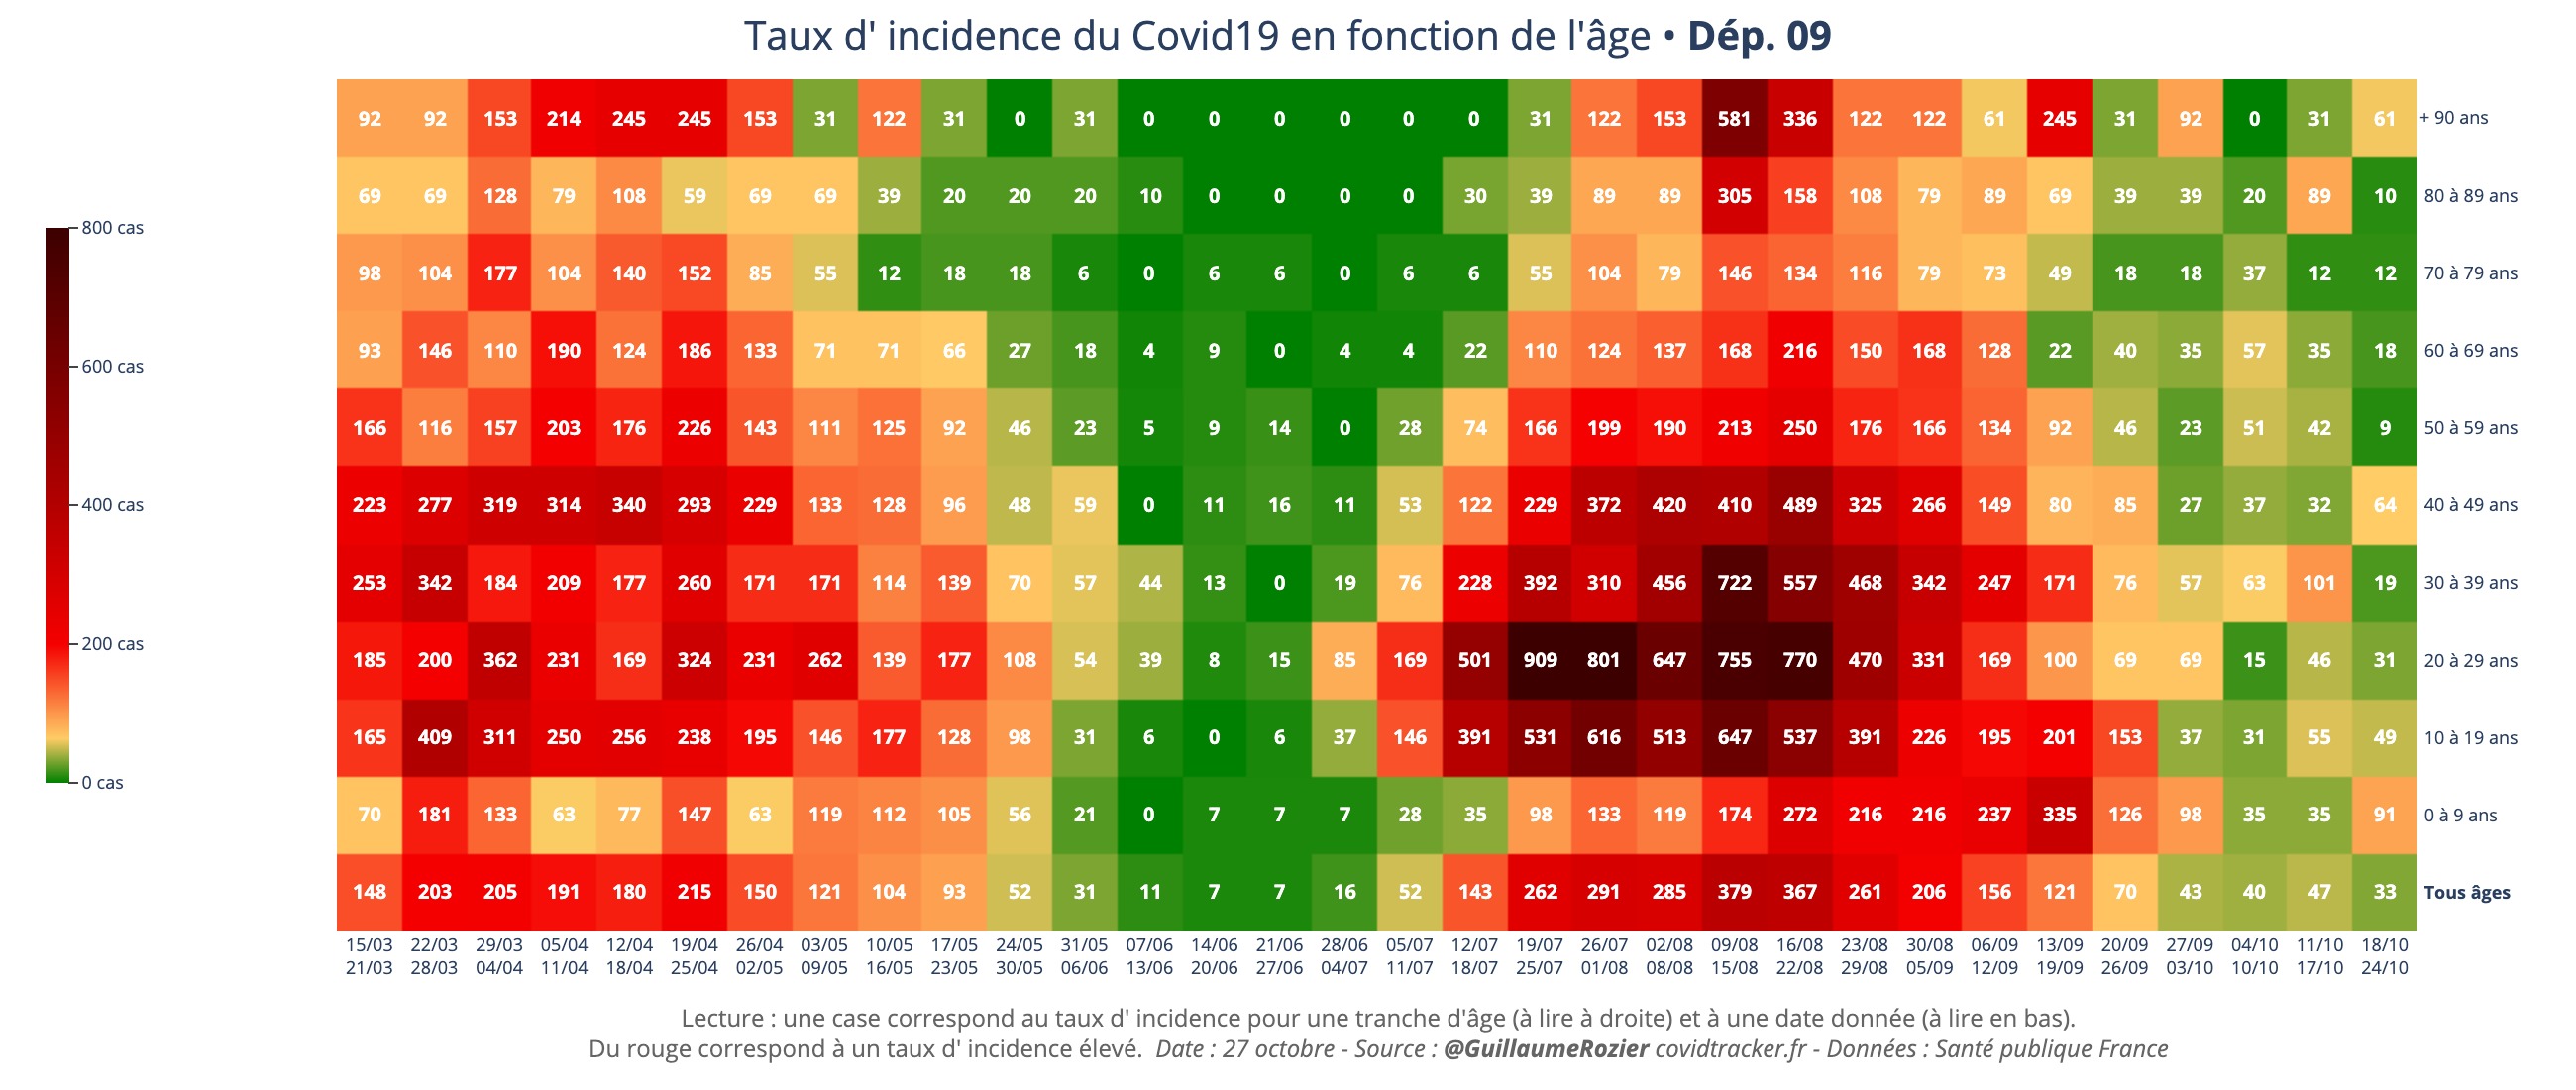 Taux d' incidence du Covid19 en fonction de l'âge • Dép. 09
92 92 153 214 245 245 153 31 122 31 0 31 0 0 0 0 0 0 31 122 153 581 336 122 122 61 245 31 92 0 31 61 + 90 ans
69 69 128 79 108 59 69 69 39 20 20 20 10 0 0 0 0 30 39 89 89 305 158 108 79 89 69 39 39 20 89 10 80 à 89 ans
98 104 177 104 140 152 85 55 12 18 18 6 0 6 6 0 6 6 55 104 79 146 134 116 79 73 49 18 18 37 12 12 70 à 79 ans
93 146 110 190 124 186 133 71 71 66 27 18 4 9 0 4 4 22 110 124 137 168 216 150 168 128 22 40 35 57 35 18 60 à 69 ans
166 116 157 203 176 226 143 111 125 92 46 23 5 9 14 0 28 74 166 199 190 213 250 176 166 134 92 46 23 51 42 9 50 à 59 ans
223 277 319 314 340 293 229 133 128 96 48 59 0 11 16 11 53 122 229 372 420 410 489 325 266 149 80 85 27 37 32 64 40 à 49 ans
253 342 184 209 177 260 171 171 114 139 70 57 44 13 0 19 76 228 392 310 456 722 557 468 342 247 171 76 57 63 101 19 30 à 39 ans
185 200 362 231 169 324 231 262 139 177 108 54 39 8 15 85 169 501 909 801 647 755 770 470 331 169 100 69 69 15 46 31 20 à 29 ans
165 409 311 250 256 238 195 146 177 128 98 31 6 0 6 37 146 391 531 616 513 647 537 391 226 195 201 153 37 31 55 49 10 à 19 ans
70 181 133 63 77 147 63 119 112 105 56 21 0 7 7 7 28 35 98 133 119 174 272 216 216 237 335 126 98 35 35 91 0 à 9 ans
148 203 205 191 180 215 150 121 104 93 52 31 11 7 7 16 52 143 262 291 285 379 367 261 206 156 121 70 43 40 47 33 Tous âges
15/03 22/03 29/03 05/04 12/04 19/04 26/04 03/05 10/05 17/05 24/05 31/05 07/06 14/06 21/06 28/06 05/07 12/07 19/07 26/07 02/08 09/08 16/08 23/08 30/08 06/09 13/09 20/09 27/09 04/10 11/10 18/10
21/03 28/03 04/04 11/04 18/04 25/04 02/05 09/05 16/05 23/05 30/05 06/06 13/06 20/06 27/06 04/07 11/07 18/07 25/07 01/08 08/08 15/08 22/08 29/08 05/09 12/09 19/09 26/09 03/10 10/10 17/10 24/10
800 cas
600 cas
400 cas
200 cas
0 cas
Lecture : une case correspond au taux d' incidence pour une tranche d'âge (à lire à droite) et à une date donnée (à lire en bas).
Du rouge correspond à un taux d' incidence élevé. Date : 27 octobre - Source : @GuillaumeRozier covidtracker.fr - Données : Santé publique France